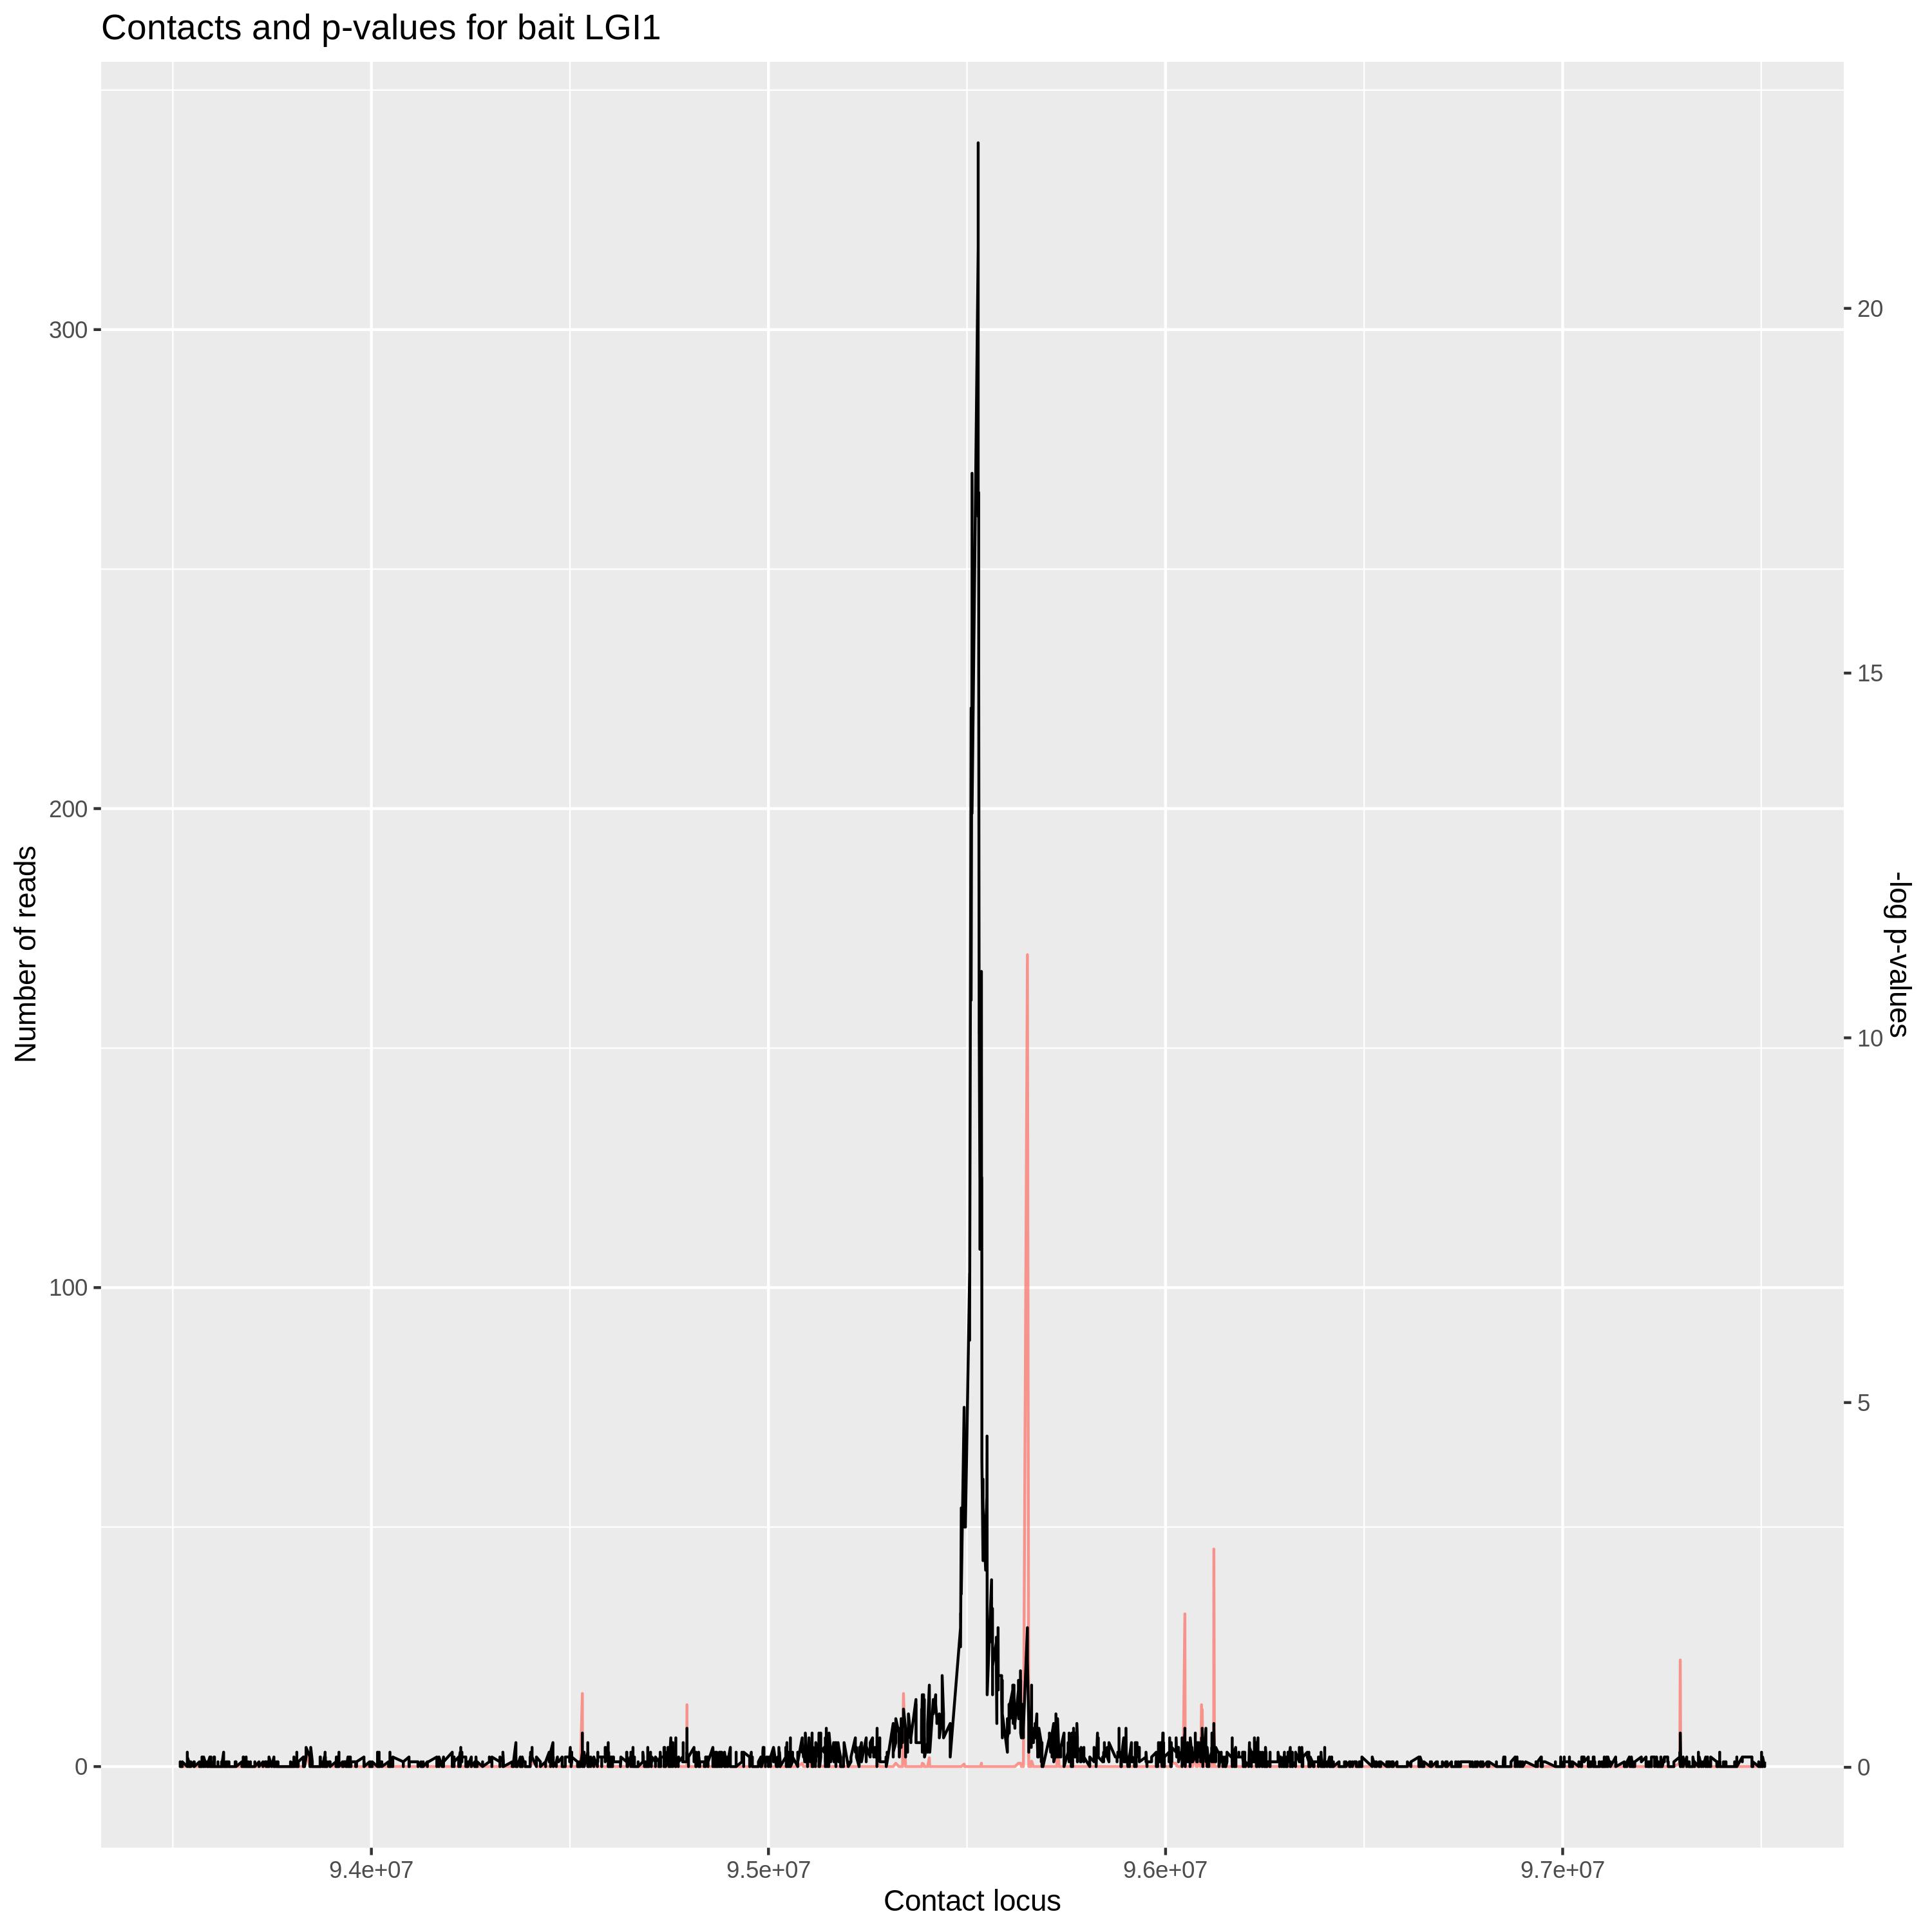 Contacts and p-values for bait LGI1
300
200
100
0
Number of reads
20
15
10
5
0
-log p-values
9.4e+07
9.5e+07
9.6e+07
9.7e+07
Contact locus